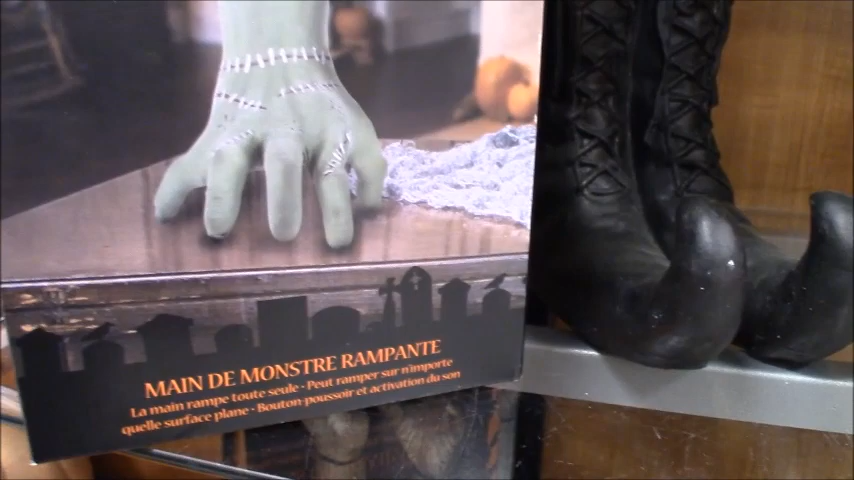 MAIN DE MONSTRE RAMPANTE
La main rampe toute seule • Peut ramper sur n'importe
quelle surface plane • Bouton poussoir et activation du son